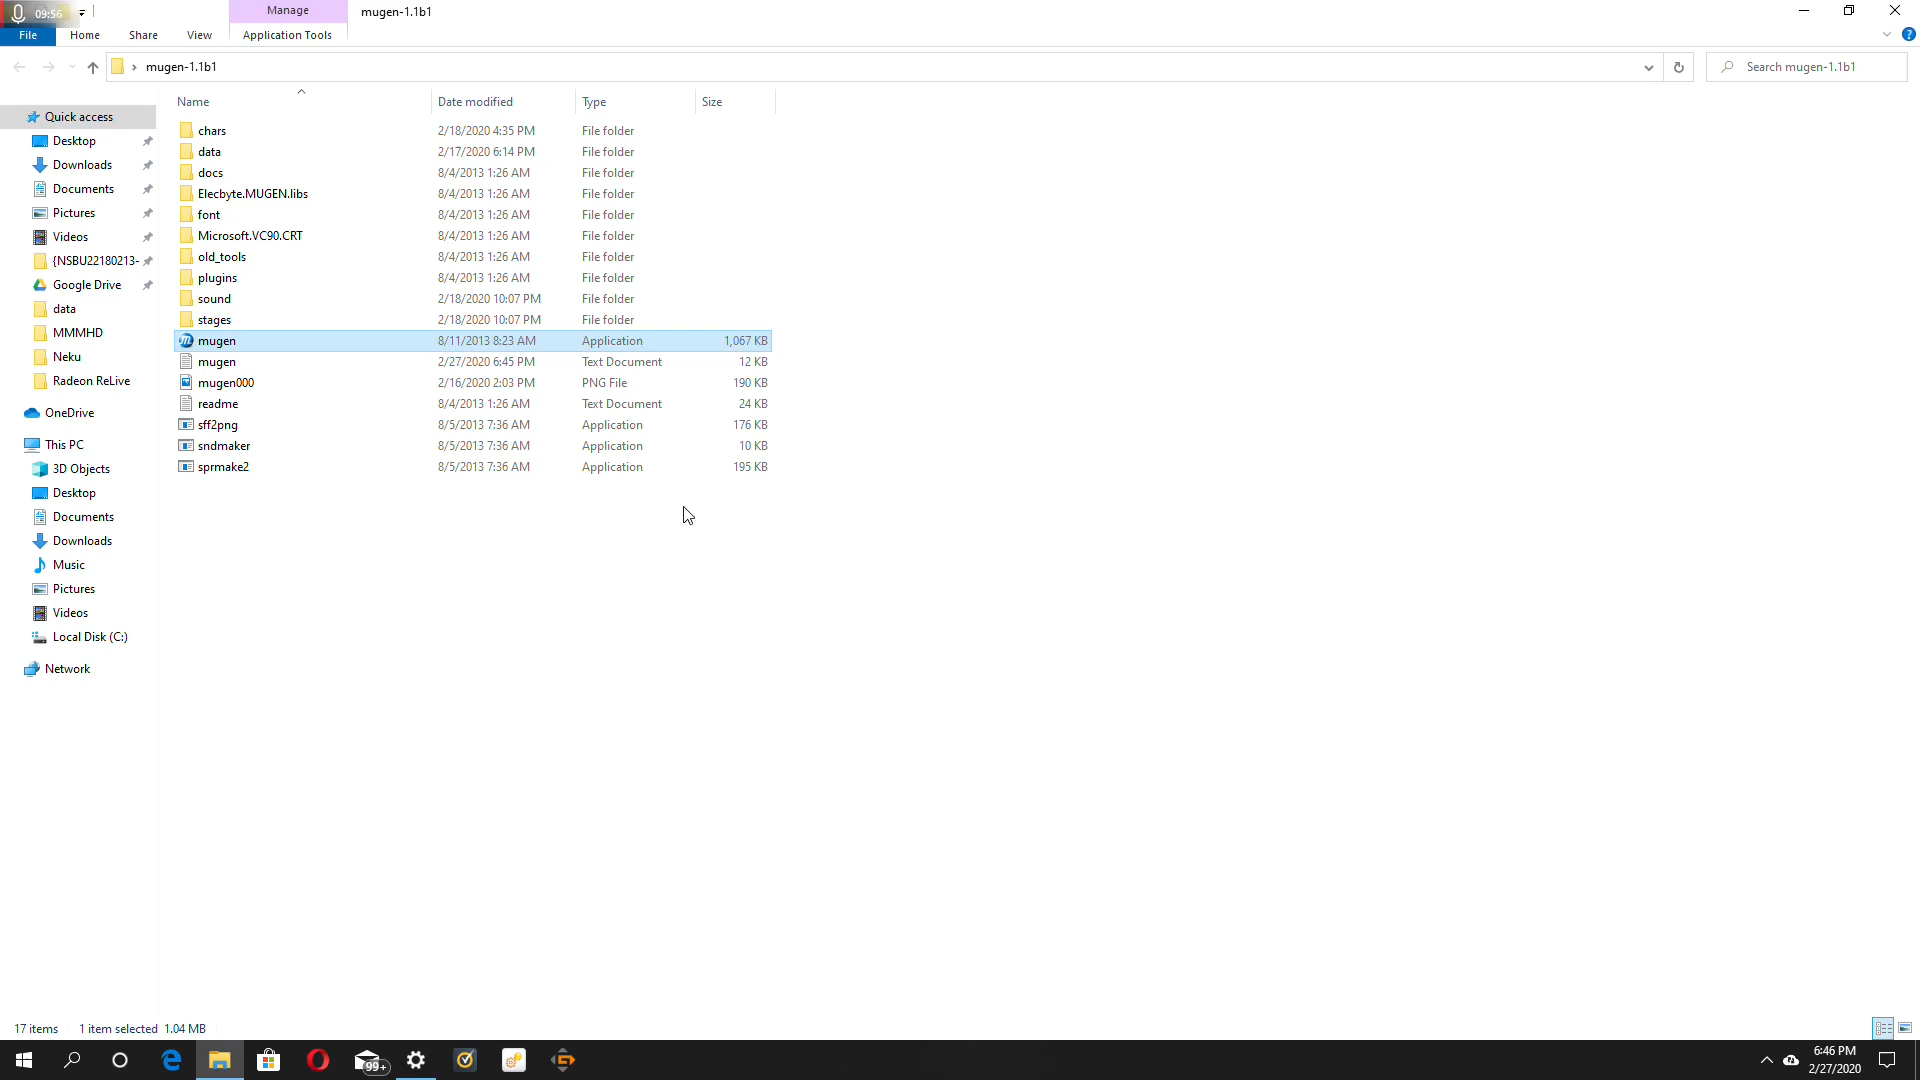 09:56
Manage
mugen-1.1b1
File Home Share View Application Tools
mugen-1.1b1
Search mugen-1.1b1
Name Date modified Type Size
Quick access
Desktop
Downloads
Documents
Pictures
Videos
{NSBU22180213-
Google Drive
data
MMMHD
Neku
Radeon ReLive
OneDrive
This PC
3D Objects
Desktop
Documents
Downloads
Music
Pictures
Videos
Local Disk (C:)
Network
chars 2/18/2020 4:35 PM File folder
data 2/17/2020 6:14 PM File folder
docs 8/4/2013 1:26 AM File folder
Elecbyte.MUGEN.libs 8/4/2013 1:26 AM File folder
font 8/4/2013 1:26 AM File folder
Microsoft.VC90.CRT 8/4/2013 1:26 AM File folder
old_tools 8/4/2013 1:26 AM File folder
plugins 8/4/2013 1:26 AM File folder
sound 2/18/2020 10:07 PM File folder
stages 2/18/2020 10:07 PM File folder
mugen 8/11/2013 8:23 AM Application 1,067 KB
mugen 2/27/2020 6:45 PM Text Document 12 KB
mugen000 2/16/2020 2:03 PM PNG File 190 KB
readme 8/4/2013 1:26 AM Text Document 24 KB
sff2png 8/5/2013 7:36 AM Application 176 KB
sndmaker 8/5/2013 7:36 AM Application 10 KB
sprmake2 8/5/2013 7:36 AM Application 195 KB
17 items 1 item selected 1.04 MB
99+
6:46 PM
2/27/2020